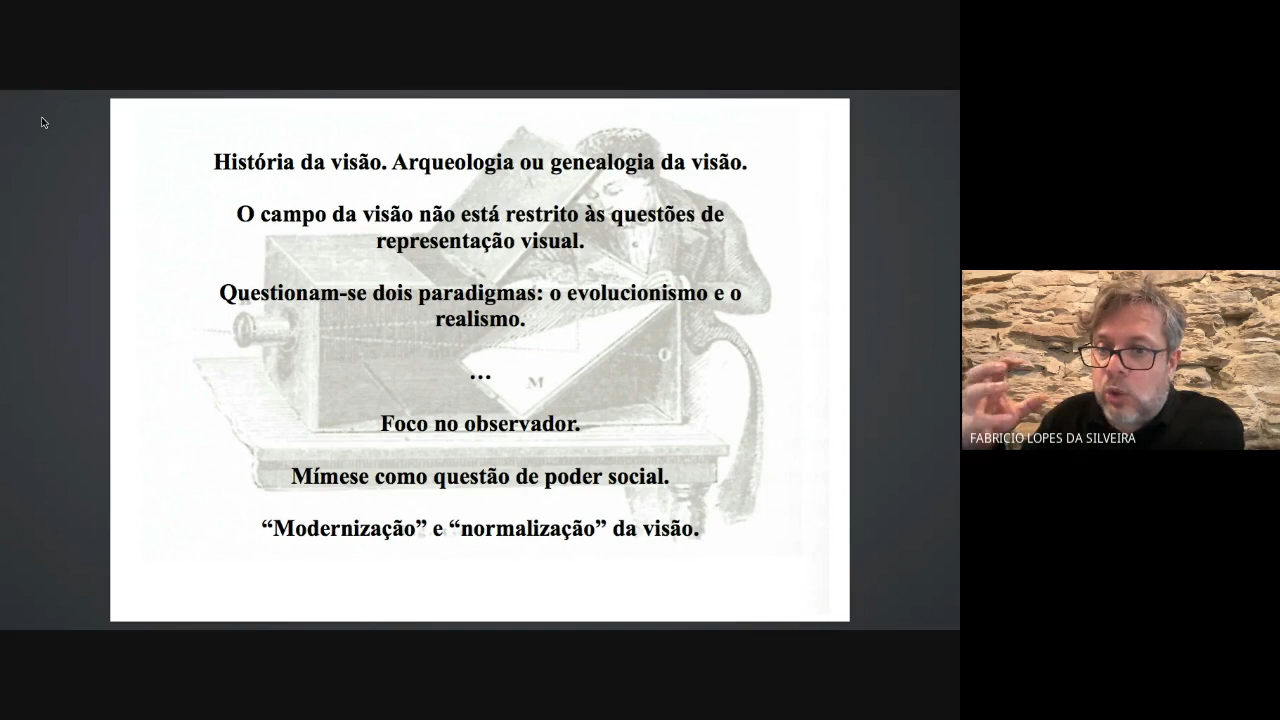 História da visão. Arqueologia ou genealogia da visão.
O campo da visão não está restrito às questões de
representação visual.
Questionam-se dois paradigmas: o evolucionismo e o
realismo.
...
M
O
Foco no observador.
Mímese como questão de poder social.
“Modernização” e “normalização” da visão.
FABRICIO LOPES DA SILVEIRA